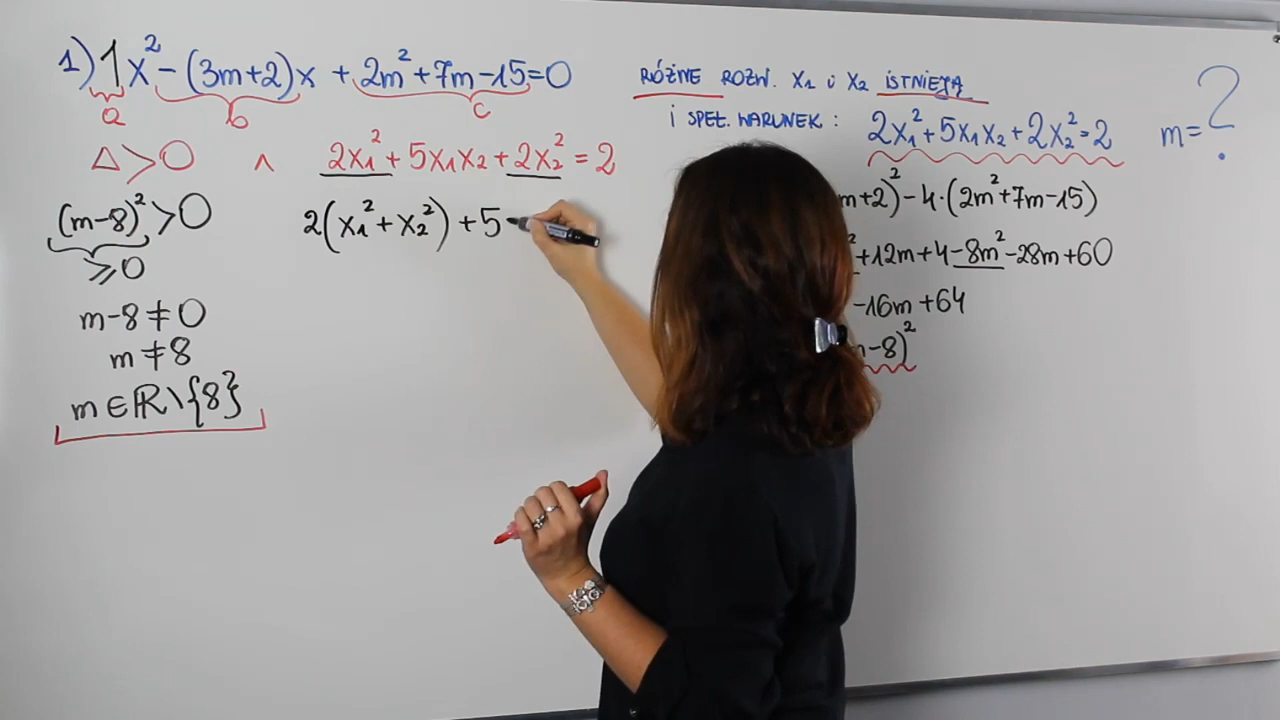 1) 1x² - (3m+2)x + 2m² + 7m - 15 = 0
a b c
Δ > 0 ∧ 2x₁² + 5x₁x₂ + 2x₂² = 2
(m-8)² > 0
≥ 0
m-8 ≠ 0
m ≠ 8
m ∈ ℝ \ {8}
2(x₁² + x₂²) + 5
RÓŻNE ROZW. x₁ i x₂ ISTNIEJĄ
i SPEŁ. WARUNEK : 2x₁² + 5x₁x₂ + 2x₂² = 2
m = ?
m+2)² - 4·(2m² + 7m - 15)
² + 12m + 4 - 8m² - 28m + 60
- 16m + 64
-8)²